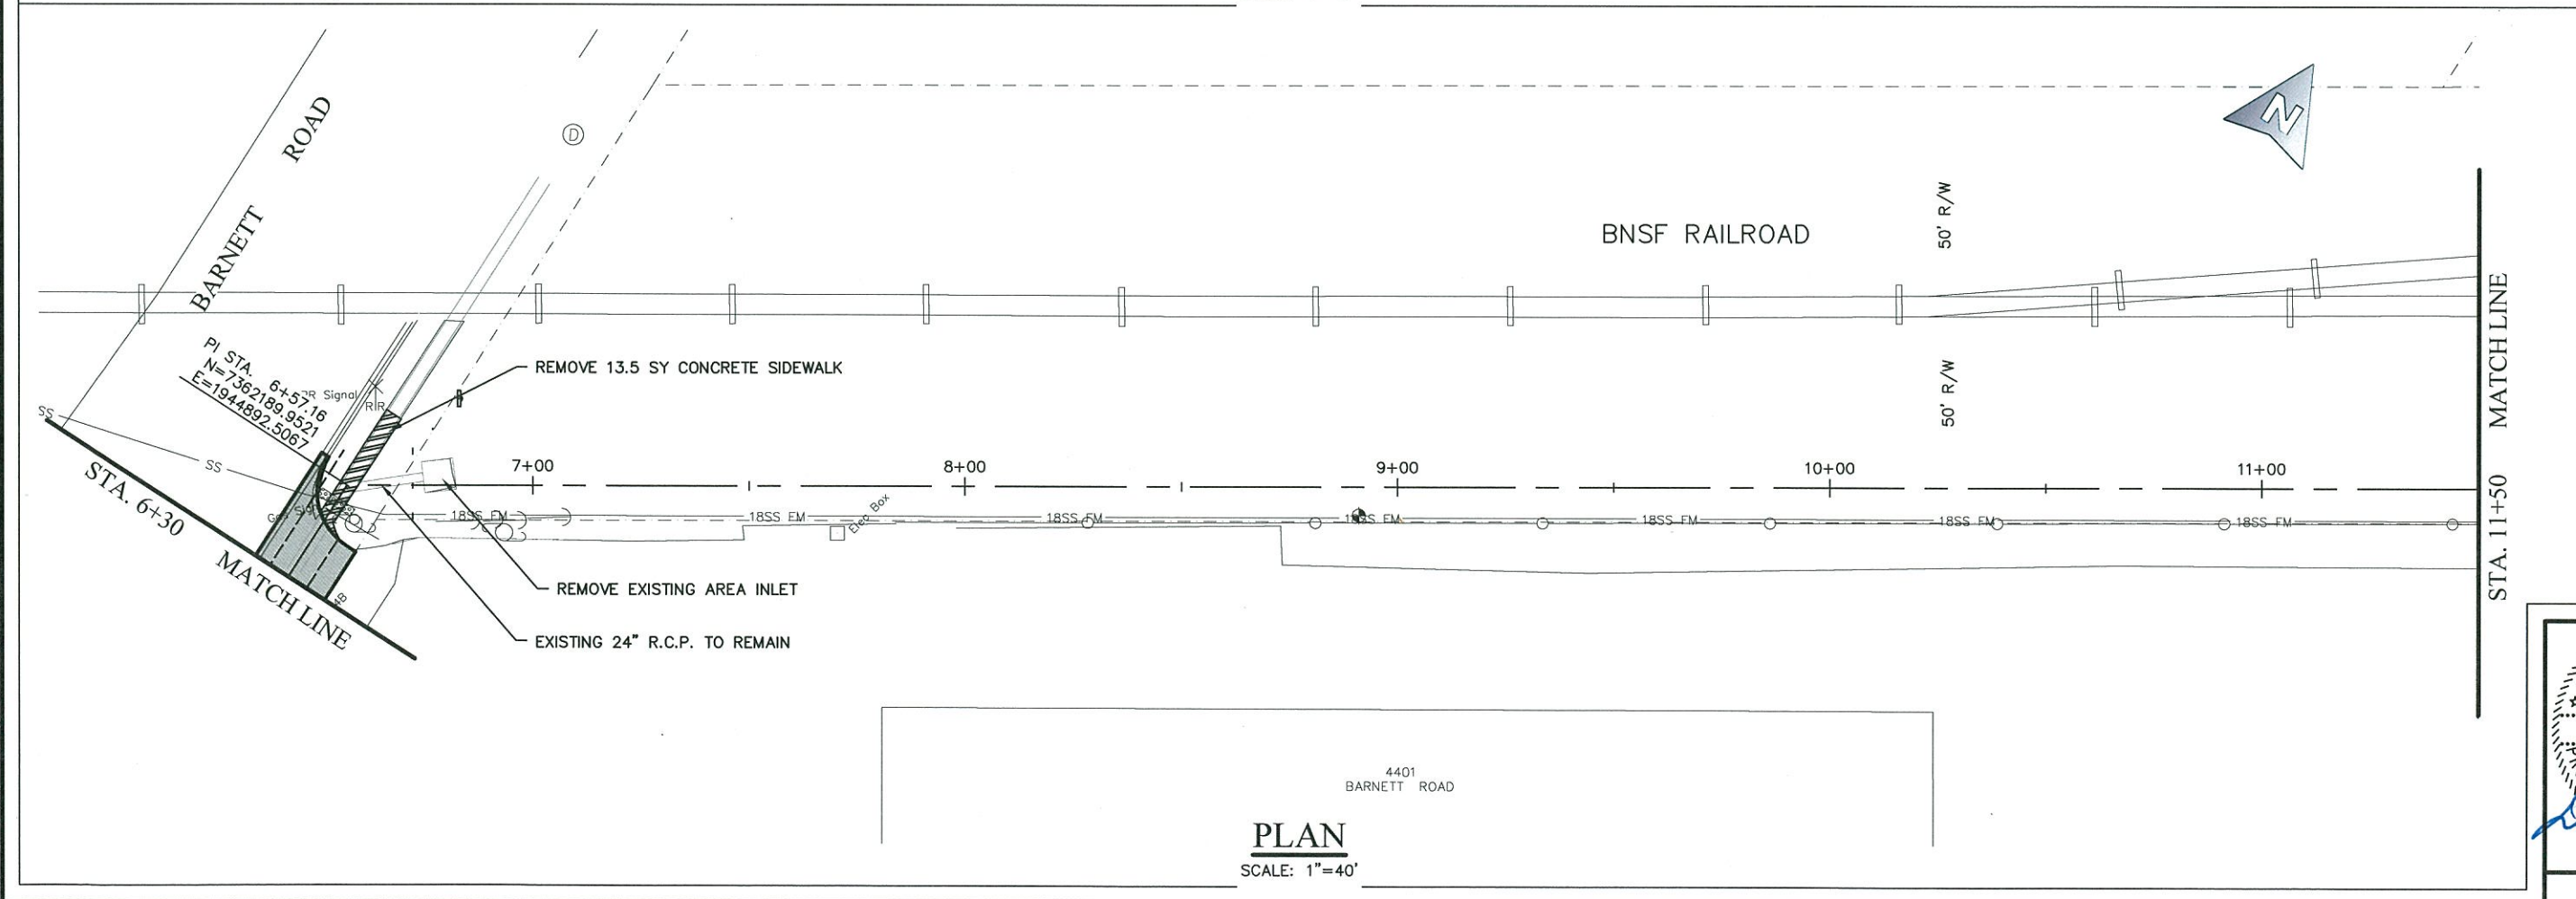 BARNETT ROAD
D
N
BNSF RAILROAD
50' R/W
50' R/W
PI STA. 6+57.16
N=7362189.9521
E=1944892.5067
RR Signal
REMOVE 13.5 SY CONCRETE SIDEWALK
SS
SS
7+00
8+00
9+00
10+00
11+00
18SS FM
18SS FM
18SS FM
18SS FM
18SS FM
18SS FM
18SS FM
Elec Box
STA. 6+30 MATCH LINE
48
REMOVE EXISTING AREA INLET
EXISTING 24" R.C.P. TO REMAIN
STA. 11+50 MATCH LINE
4401
BARNETT ROAD
PLAN
SCALE: 1"=40'